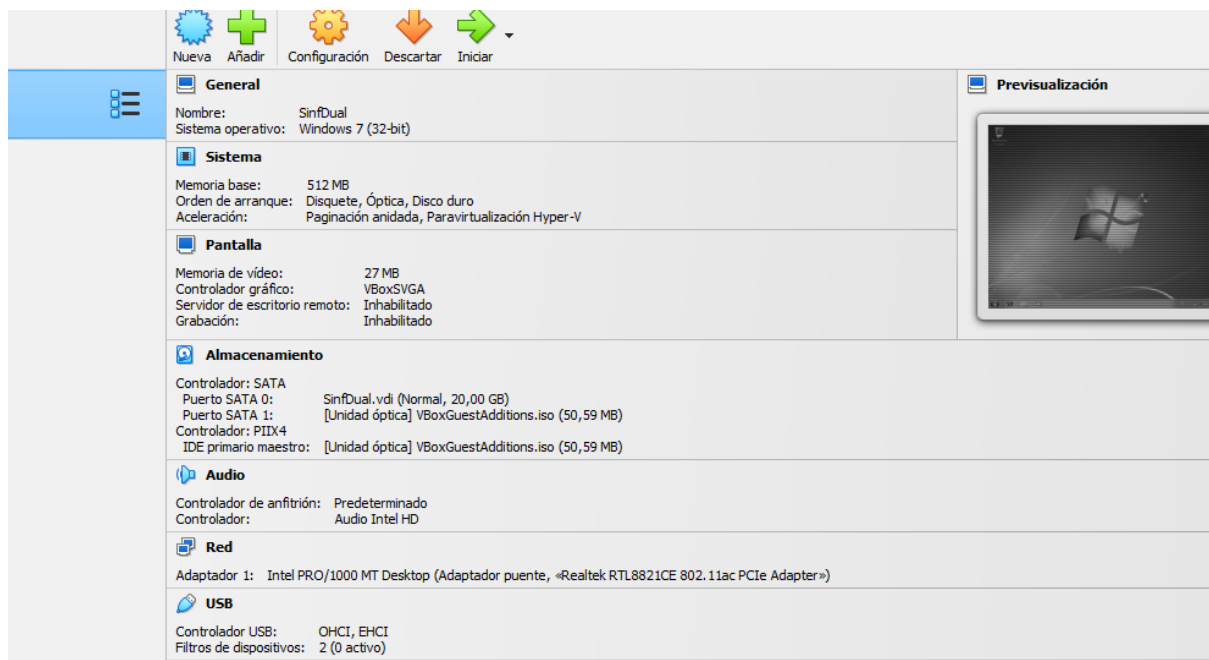 Nueva Añadir Configuración Descartar Iniciar
General
Nombre: SinfDual
Sistema operativo: Windows 7 (32-bit)
Previsualización
Sistema
Memoria base: 512 MB
Orden de arranque: Disquete, Óptica, Disco duro
Aceleración: Paginación anidada, Paravirtualización Hyper-V
Pantalla
Memoria de vídeo: 27 MB
Controlador gráfico: VBoxSVGA
Servidor de escritorio remoto: Inhabilitado
Grabación: Inhabilitado
Almacenamiento
Controlador: SATA
Puerto SATA 0: SinfDual.vdi (Normal, 20,00 GB)
Puerto SATA 1: [Unidad óptica] VBoxGuestAdditions.iso (50,59 MB)
Controlador: PIIX4
IDE primario maestro: [Unidad óptica] VBoxGuestAdditions.iso (50,59 MB)
Audio
Controlador de anfitrión: Predeterminado
Controlador: Audio Intel HD
Red
Adaptador 1: Intel PRO/1000 MT Desktop (Adaptador puente, «Realtek RTL8821CE 802.11ac PCIe Adapter»)
USB
Controlador USB: OHCI, EHCI
Filtros de dispositivos: 2 (0 activo)